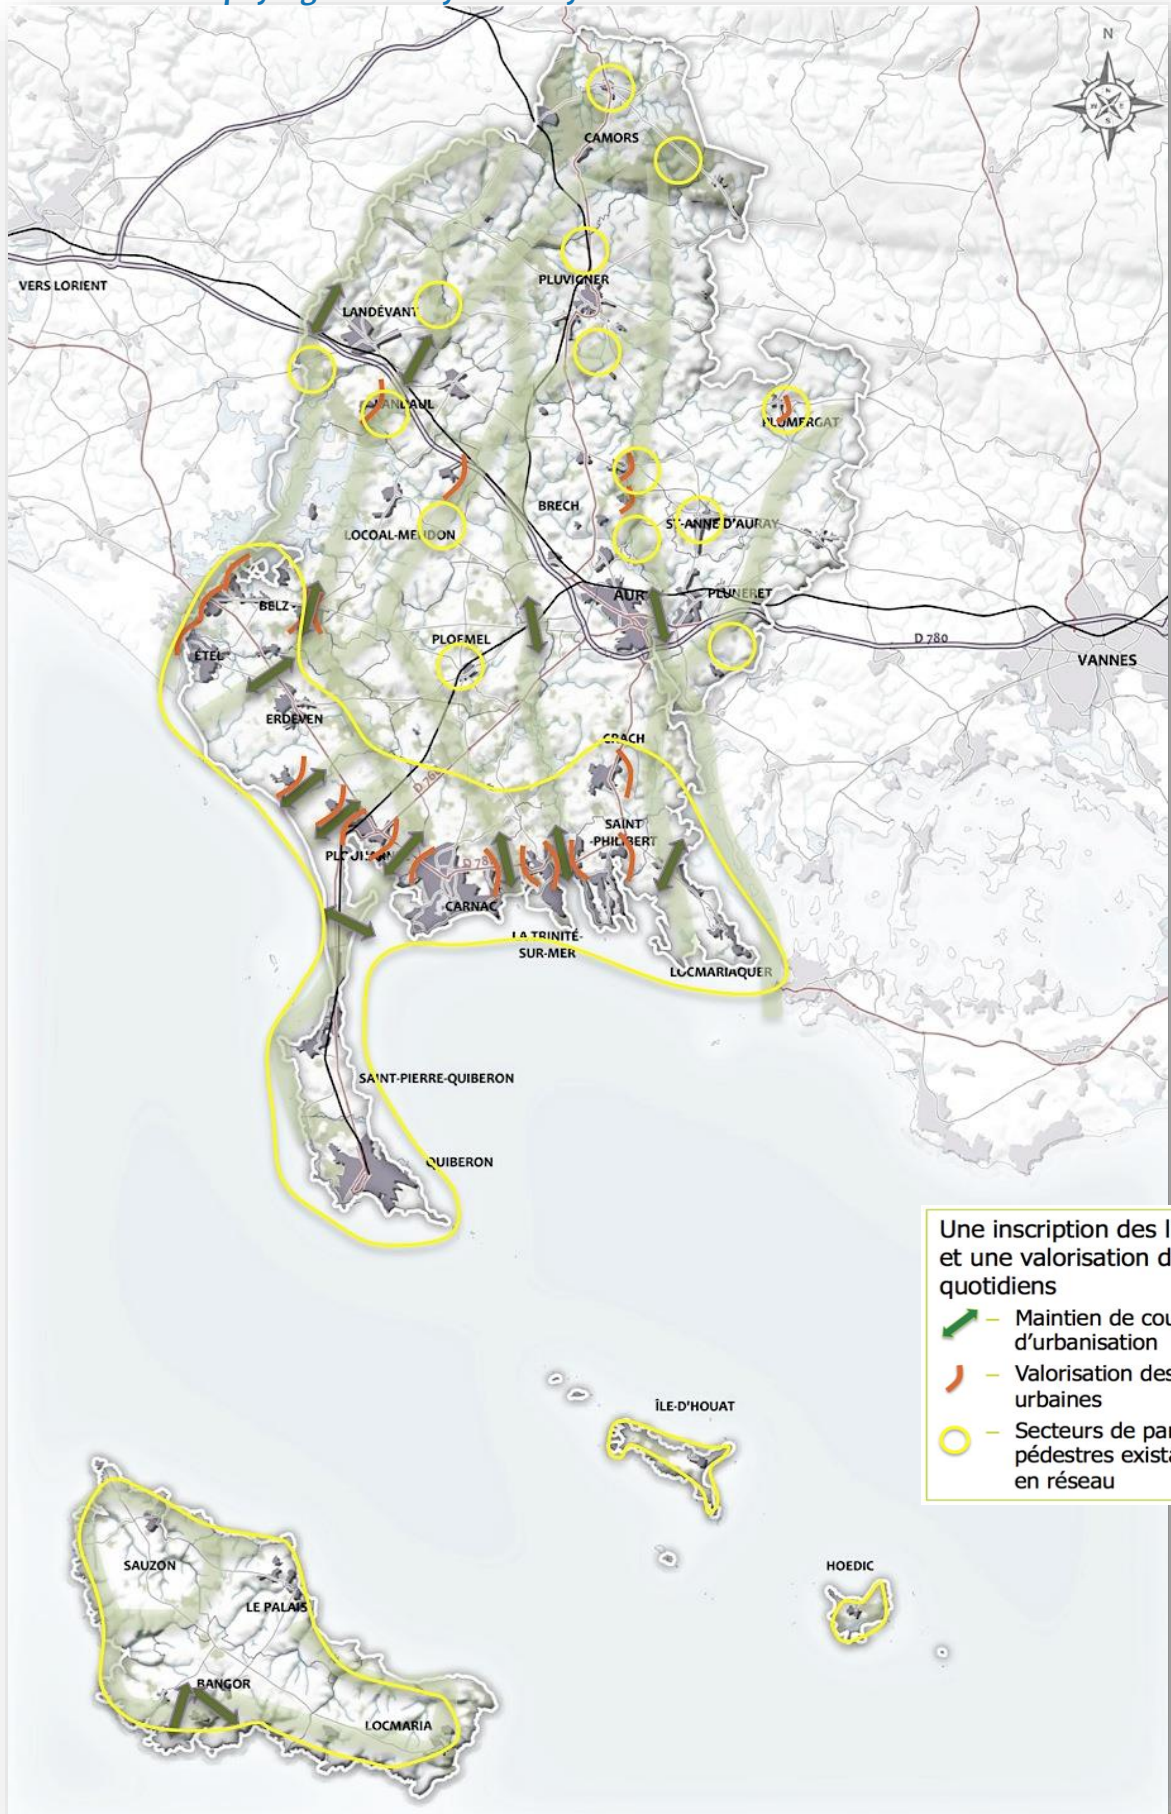 N
CAMORS
VERS LORIENT
PLUVIGNER
LANDÉVANT
PLUMERGAT
BRECH
ST-ANNE D'AURAY
LOCOAL-MENDON
AUR
PLUNERET
BELZ
PLOEMEL
D 780
VANNES
ÉTEL
ERDEVEN
CRACH
SAINT
-PHILIBERT
CARNAC
LA TRINITÉ-
SUR-MER
LOCMARIAQUER
SAINT-PIERRE-QUIBERON
QUIBERON
Une inscription des l
et une valorisation d
quotidiens
Maintien de cou
d'urbanisation
Valorisation des
urbaines
Secteurs de par
pédestres exista
en réseau
ÎLE-D'HOUAT
HOEDIC
SAUZON
LE PALAIS
BANGOR
LOCMARIA